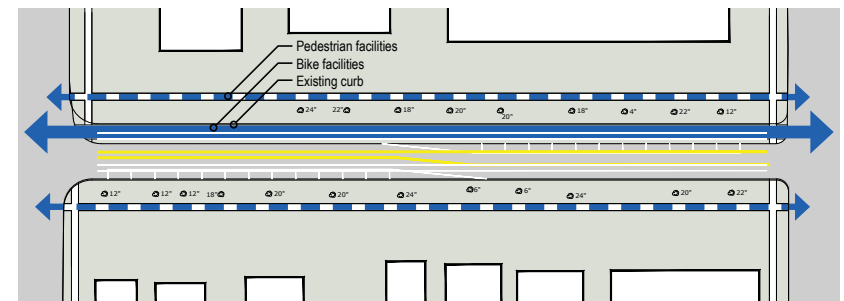 Pedestrian facilities
Bike facilities
Existing curb
24" 22" 18" 20" 20" 18" 4" 22" 12"
12" 12" 12" 18" 20" 20" 24" 6" 6" 24" 20" 22"